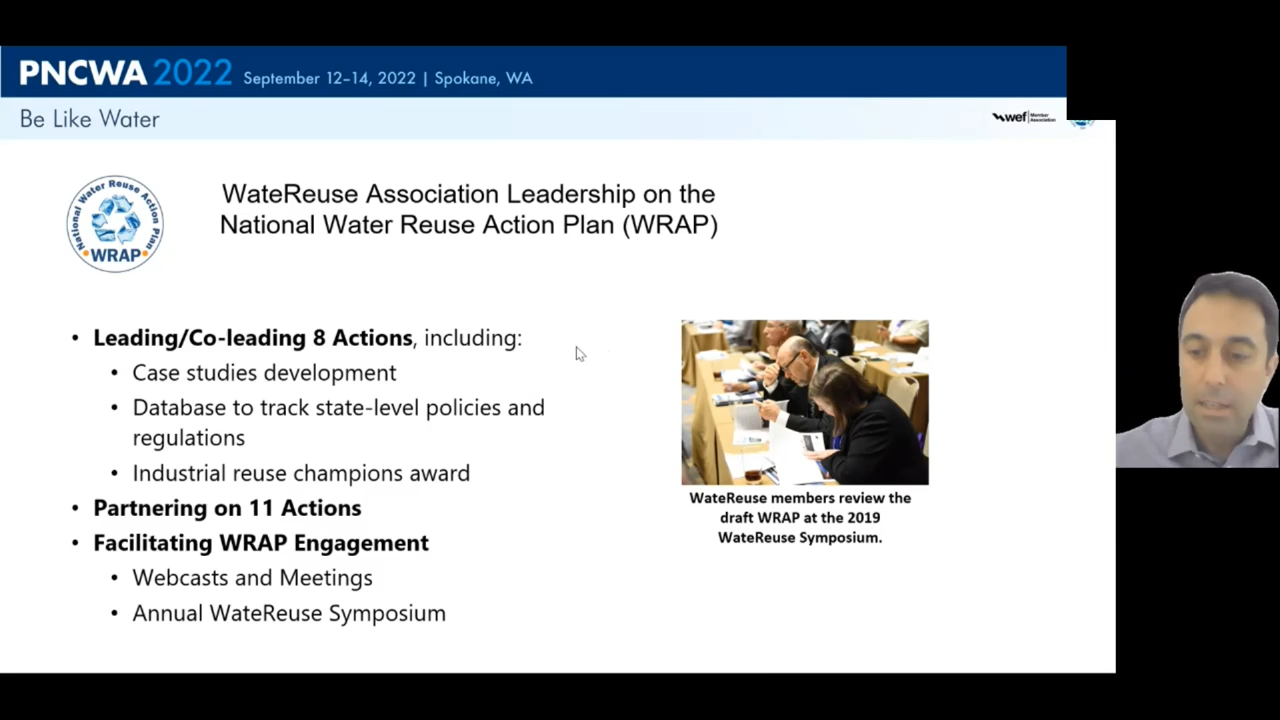 PNCWA 2022 September 12–14, 2022 | Spokane, WA
Be Like Water
wef Member Association
National Water Reuse Action Plan
WRAP
WateReuse Association Leadership on the
National Water Reuse Action Plan (WRAP)
• Leading/Co-leading 8 Actions, including:
• Case studies development
• Database to track state-level policies and
regulations
• Industrial reuse champions award
• Partnering on 11 Actions
• Facilitating WRAP Engagement
• Webcasts and Meetings
• Annual WateReuse Symposium
WateReuse members review the
draft WRAP at the 2019
WateReuse Symposium.